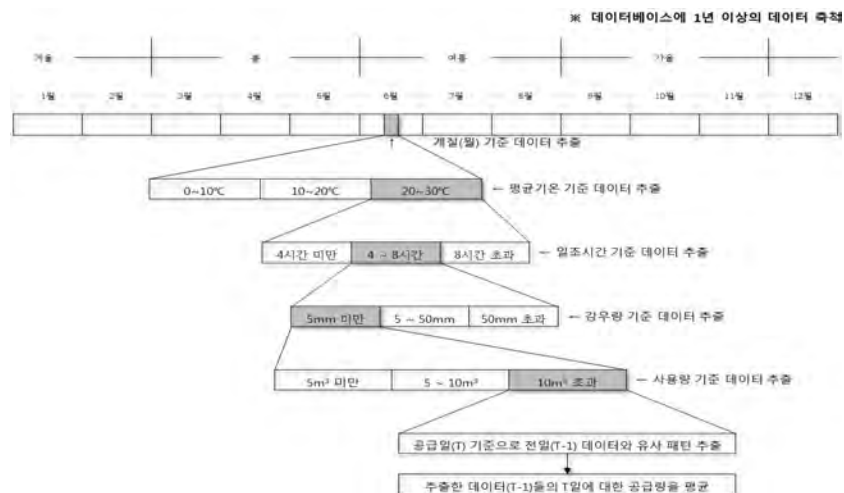 ※ 데이터베이스에 1년 이상의 데이터 축척
겨울 봄 여름 가을
1월 2월 3월 4월 5월 6월 7월 8월 9월 10월 11월 12월
↑ 계절(월) 기준 데이터 추출
0~10℃ 10~20℃ 20~30℃ ← 평균기온 기준 데이터 추출
4시간 미만 4 ~ 8시간 8시간 초과 ← 일조시간 기준 데이터 추출
5mm 미만 5 ~ 50mm 50mm 초과 ← 강우량 기준 데이터 추출
5m³ 미만 5 ~ 10m³ 10m³ 초과 ← 사용량 기준 데이터 추출
공급일(T) 기준으로 전일(T-1) 데이터와 유사 패턴 추출
추출한 데이터(T-1)들의 T일에 대한 공급량을 평균